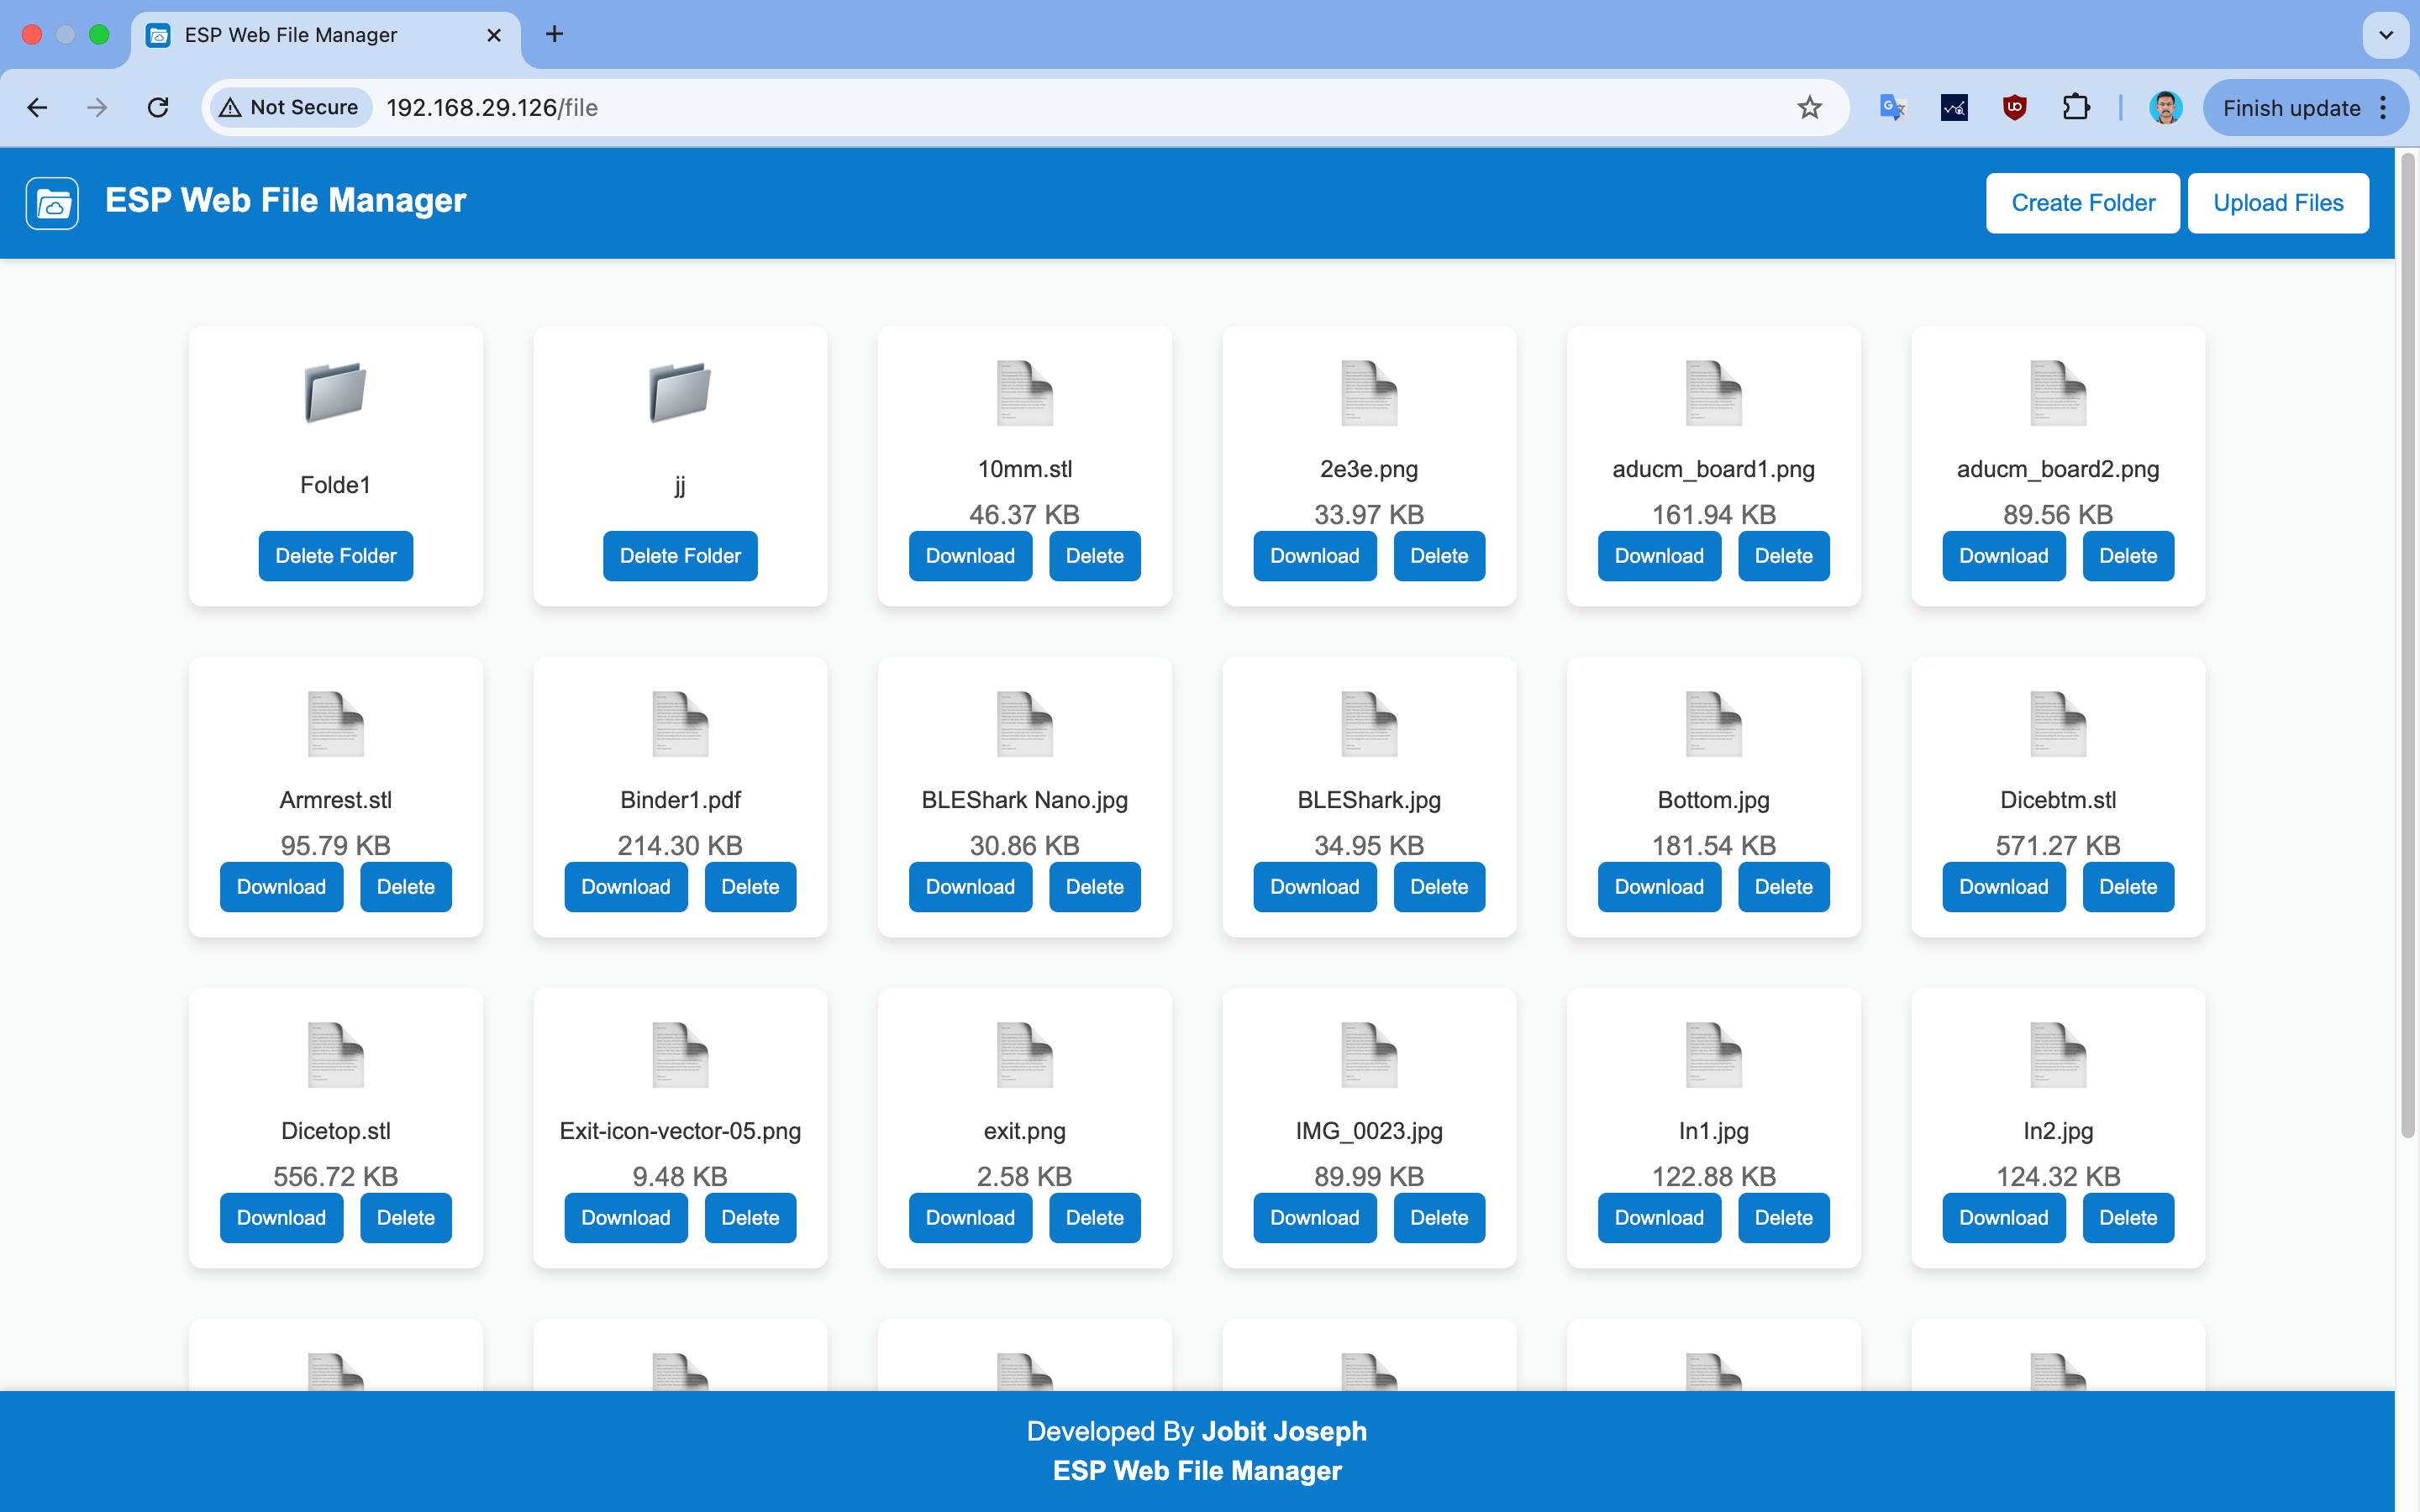 ESP Web File Manager
Not Secure 192.168.29.126/file
Finish update
ESP Web File Manager
Create Folder Upload Files
Folde1 jj 10mm.stl 2e3e.png aducm_board1.png aducm_board2.png
46.37 KB 33.97 KB 161.94 KB 89.56 KB
Delete Folder Delete Folder Download Delete Download Delete Download Delete Download Delete
Armrest.stl Binder1.pdf BLEShark Nano.jpg BLEShark.jpg Bottom.jpg Dicebtm.stl
95.79 KB 214.30 KB 30.86 KB 34.95 KB 181.54 KB 571.27 KB
Download Delete Download Delete Download Delete Download Delete Download Delete Download Delete
Dicetop.stl Exit-icon-vector-05.png exit.png IMG_0023.jpg In1.jpg In2.jpg
556.72 KB 9.48 KB 2.58 KB 89.99 KB 122.88 KB 124.32 KB
Download Delete Download Delete Download Delete Download Delete Download Delete Download Delete
Developed By Jobit Joseph
ESP Web File Manager